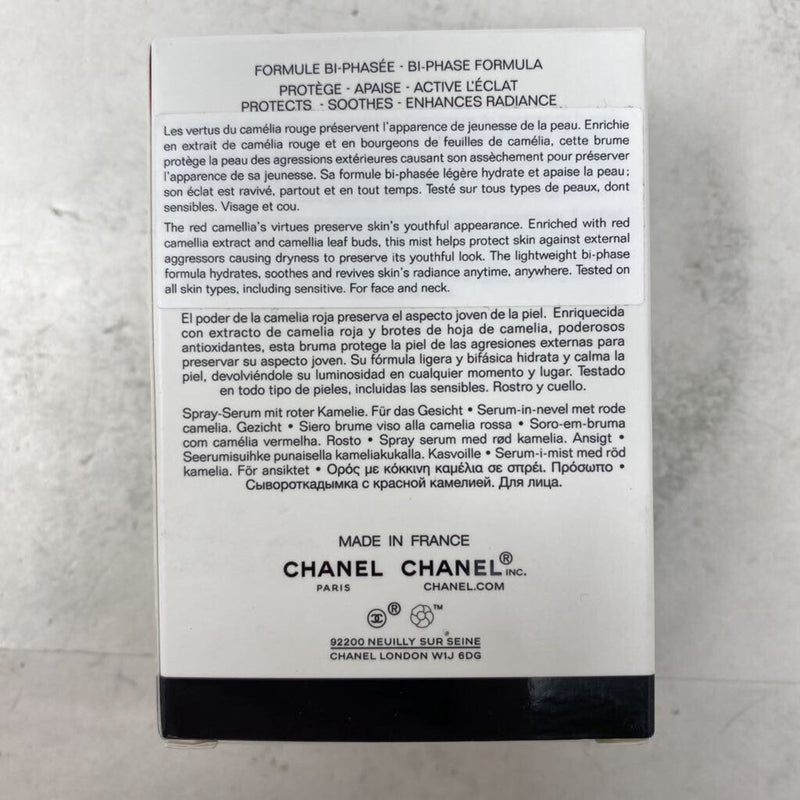 FORMULE BI-PHASÉE - BI-PHASE FORMULA
PROTÈGE - APAISE - ACTIVE L'ÉCLAT
PROTECTS - SOOTHES - ENHANCES RADIANCE
Les vertus du camélia rouge préservent l'apparence de jeunesse de la peau. Enrichie
en extrait de camélia rouge et en bourgeons de feuilles de camélia, cette brume
protège la peau des agressions extérieures causant son assèchement pour préserver
l'apparence de sa jeunesse. Sa formule bi-phasée légère hydrate et apaise la peau;
son éclat est ravivé, partout et en tout temps. Testé sur tous types de peaux, dont
sensibles. Visage et cou.
The red camellia's virtues preserve skin's youthful appearance. Enriched with red
camellia extract and camellia leaf buds, this mist helps protect skin against external
aggressors causing dryness to preserve its youthful look. The lightweight bi-phase
formula hydrates, soothes and revives skin's radiance anytime, anywhere. Tested on
all skin types, including sensitive. For face and neck.
El poder de la camelia roja preserva el aspecto joven de la piel. Enriquecida
con extracto de camelia roja y brotes de hoja de camelia, poderosos
antioxidantes, esta bruma protege la piel de las agresiones externas para
preservar su aspecto joven. Su fórmula ligera y bifásica hidrata y calma la
piel, devolviéndole su luminosidad en cualquier momento y lugar. Testado
en todo tipo de pieles, incluidas las sensibles. Rostro y cuello.
Spray-Serum mit roter Kamelie. Für das Gesicht • Serum-in-nevel met rode
camelia. Gezicht • Siero brume viso alla camelia rossa • Soro-em-bruma
com camélia vermelha. Rosto • Spray serum med rød kamelia. Ansigt •
Seerumisuihke punaisella kameliakukalla. Kasvoille • Serum-i-mist med röd
kamelia. För ansiktet • Ορός με κόκκινη καμέλια σε σπρέι. Πρόσωπο •
Сывороткадымка с красной камелией. Для лица.
MADE IN FRANCE
CHANEL CHANEL® INC.
PARIS CHANEL.COM
® ™
92200 NEUILLY SUR SEINE
CHANEL LONDON W1J 6DG